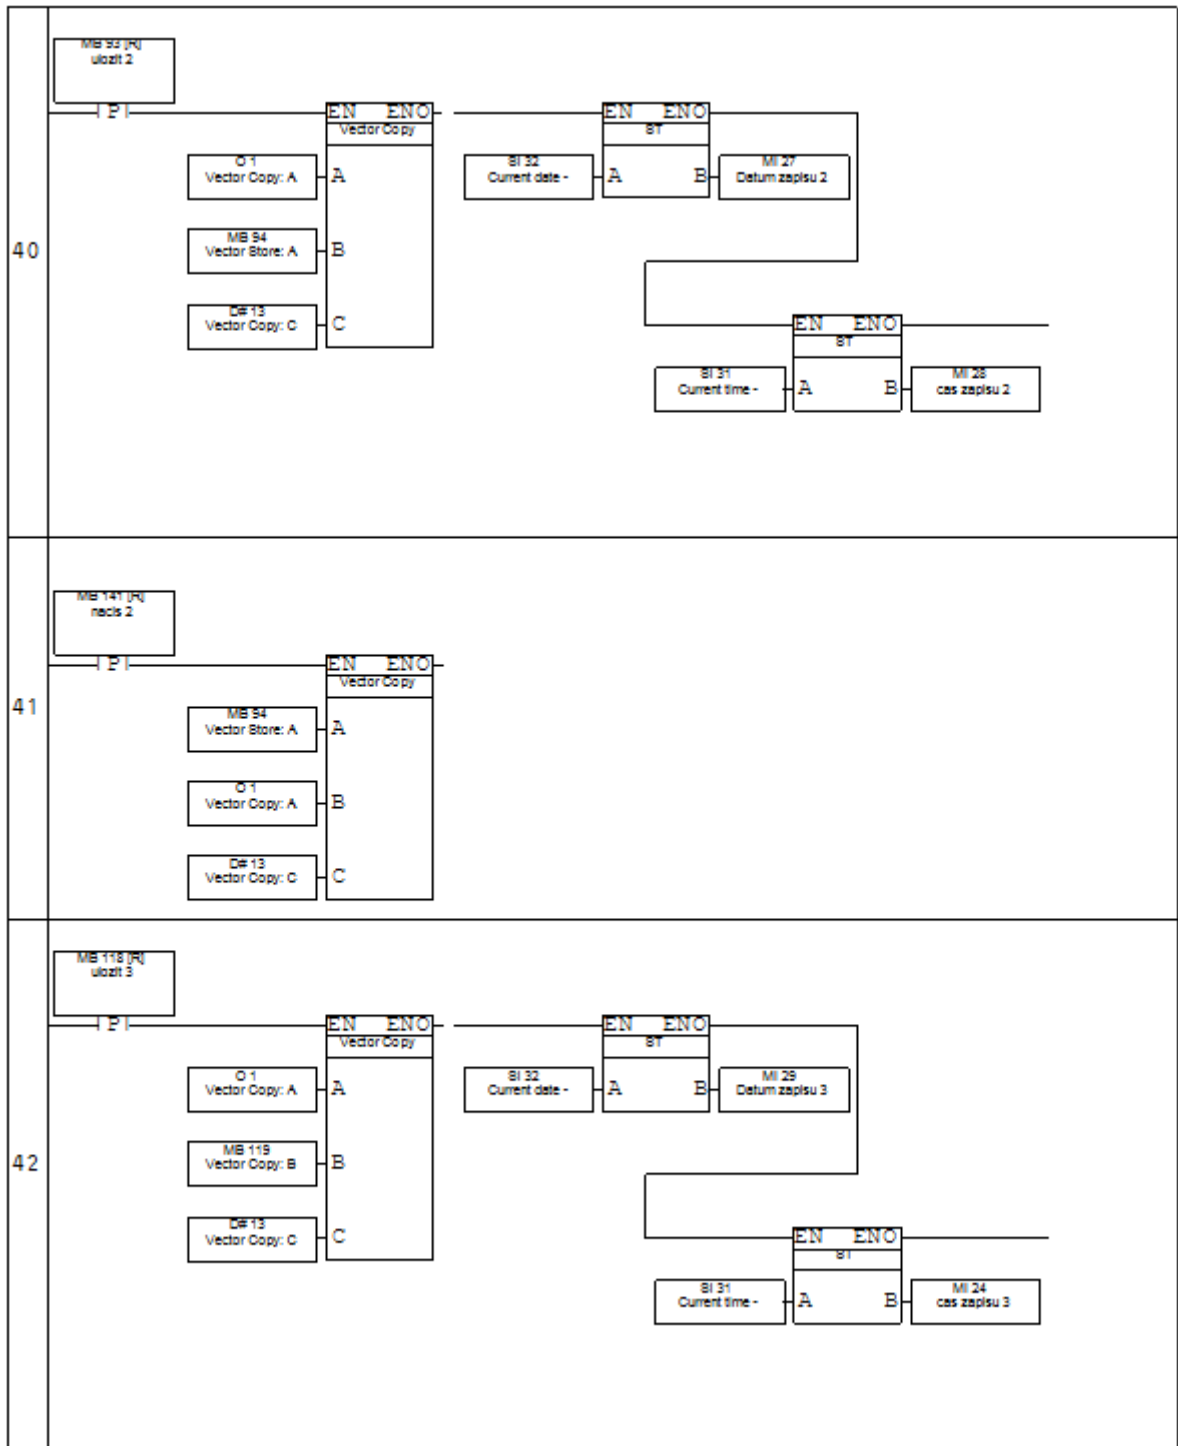 MB 93 [R]
ulozit 2
P
EN ENO
Vector Copy
EN ENO
ST
O 1
Vector Copy: A
A
SI 32
Current date -
A
B
MI 27
Datum zapisu 2
40
MB 94
Vector Store: A
B
D# 13
Vector Copy: C
C
EN ENO
ST
SI 31
Current time -
A
B
MI 28
cas zapisu 2
MB 141 [R]
nacis 2
P
EN ENO
Vector Copy
41
MB 94
Vector Store: A
A
O 1
Vector Copy: A
B
D# 13
Vector Copy: C
C
MB 118 [R]
ulozit 3
P
EN ENO
Vector Copy
EN ENO
ST
O 1
Vector Copy: A
A
SI 32
Current date -
A
B
MI 29
Datum zapisu 3
42
MB 119
Vector Copy: B
B
D# 13
Vector Copy: C
C
EN ENO
ST
SI 31
Current time -
A
B
MI 24
cas zapisu 3